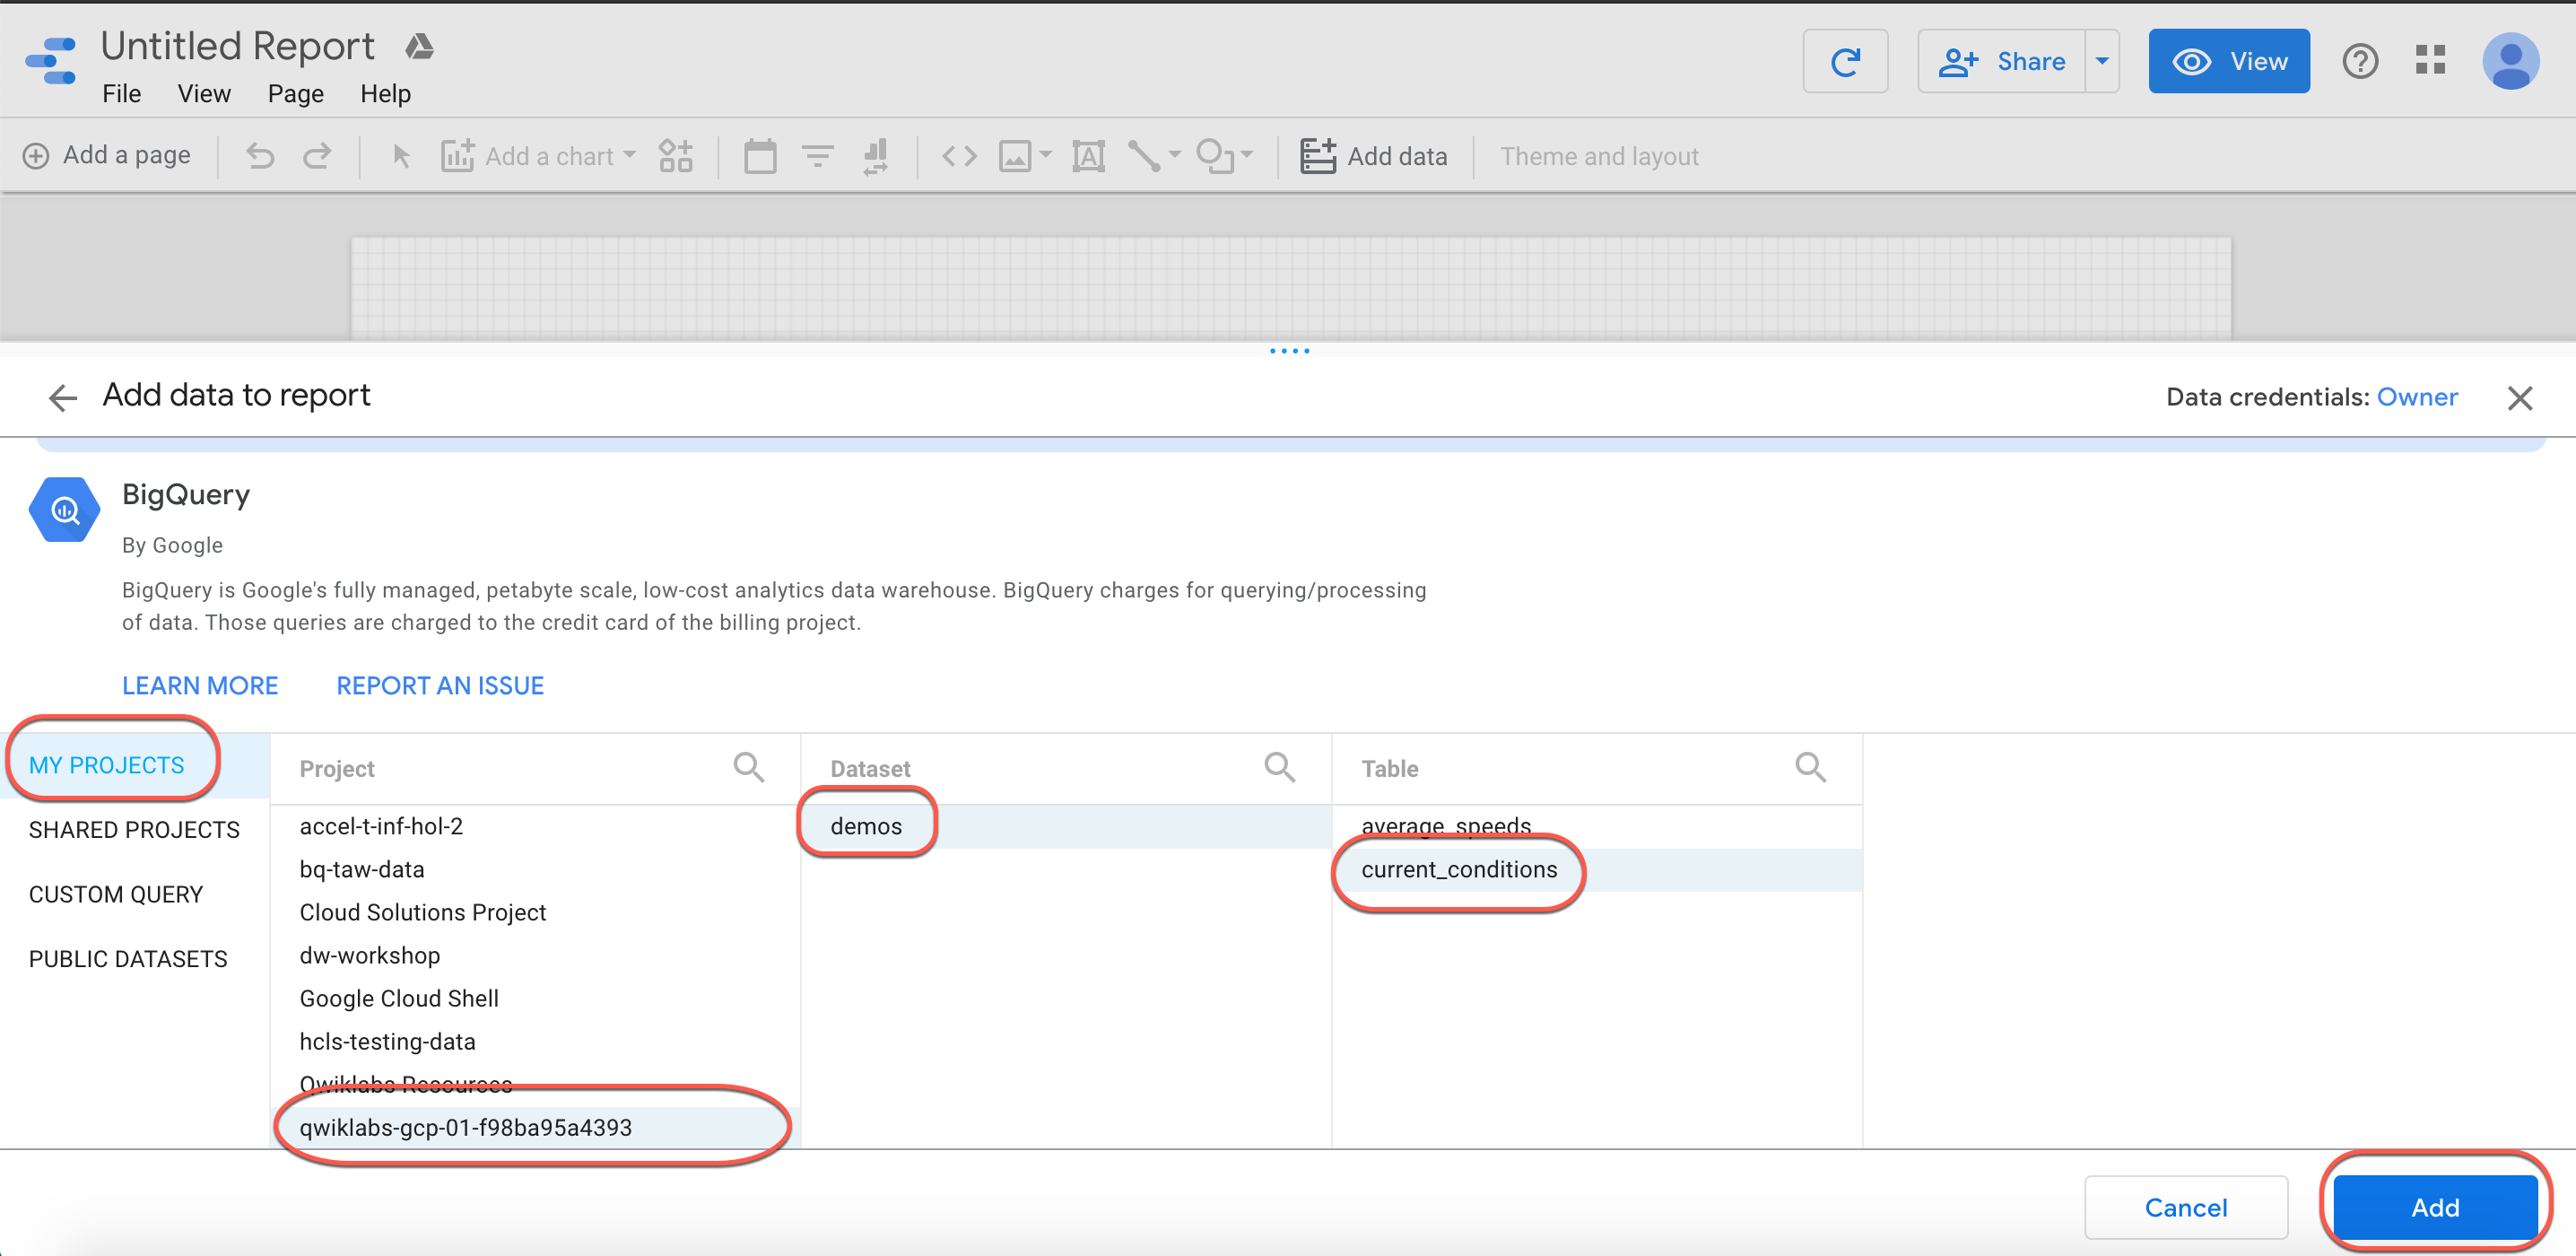 Untitled Report
File View Page Help
Share
View
Add a page
Add a chart
Add data
Theme and layout
Add data to report
Data credentials: Owner
BigQuery
By Google
BigQuery is Google's fully managed, petabyte scale, low-cost analytics data warehouse. BigQuery charges for querying/processing
of data. Those queries are charged to the credit card of the billing project.
LEARN MORE REPORT AN ISSUE
MY PROJECTS
SHARED PROJECTS
CUSTOM QUERY
PUBLIC DATASETS
Project
accel-t-inf-hol-2
bq-taw-data
Cloud Solutions Project
dw-workshop
Google Cloud Shell
hcls-testing-data
Qwiklabs Resources
qwiklabs-gcp-01-f98ba95a4393
Dataset
demos
Table
average_speeds
current_conditions
Cancel
Add